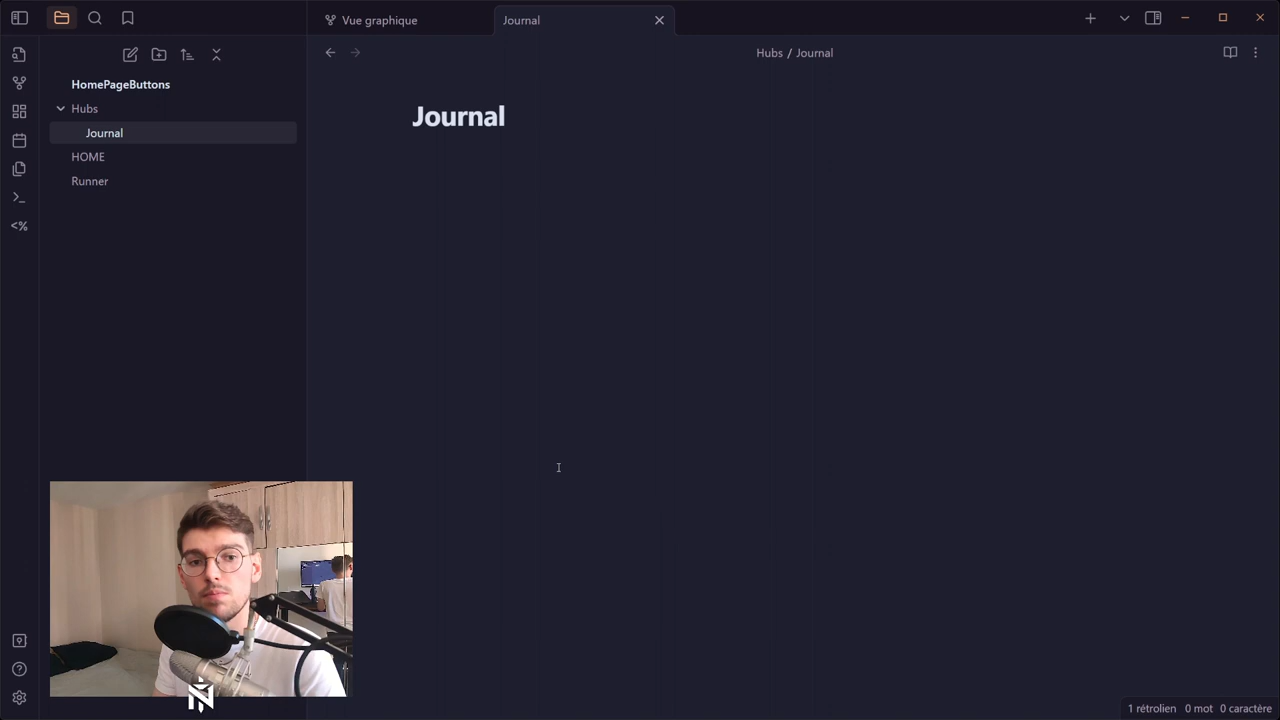 Vue graphique
Journal
Hubs / Journal
HomePageButtons
Hubs
Journal
HOME
Runner
<%
Journal
1 rétrolien 0 mot 0 caractère